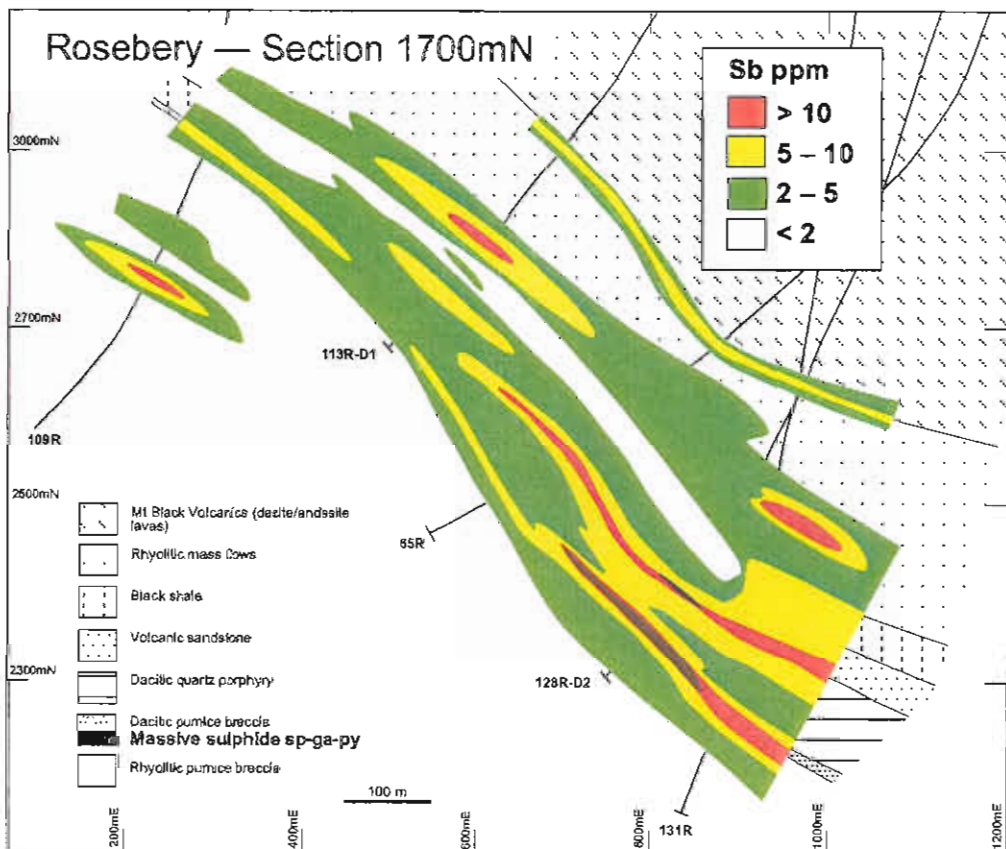 Rosebery — Section 1700mN
Sb ppm
> 10
5 – 10
2 – 5
< 2
3000mN
2700mN
113R-D1
109R
2500mN
65R
Mt Black Volcanics (dacite/andesite
lavas)
Rhyolitic mass flows
Black shale
Volcanic sandstone
2300mN
128R-D2
Dacitic quartz porphyry
Dacitic pumice breccia
Massive sulphide sp-ga-py
Rhyolitic pumice breccia
100 m
131R
200mE
400mE
600mE
800mE
1000mE
1200mE